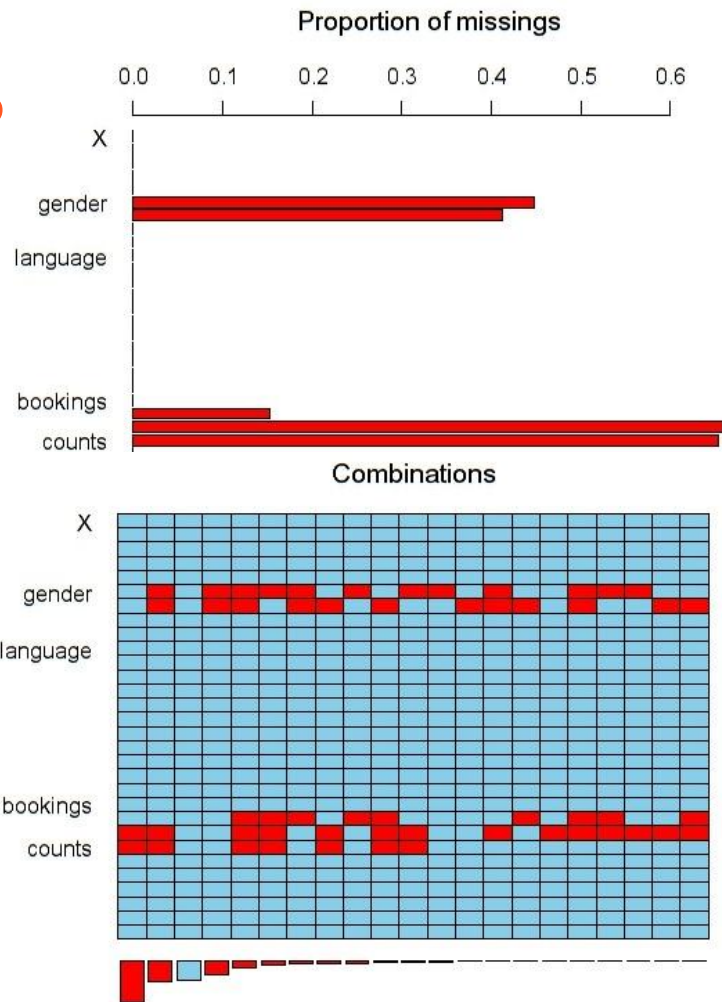 Proportion of missings
0.0 0.1 0.2 0.3 0.4 0.5 0.6
X
gender
language
bookings
counts
Combinations
X
gender
language
bookings
counts